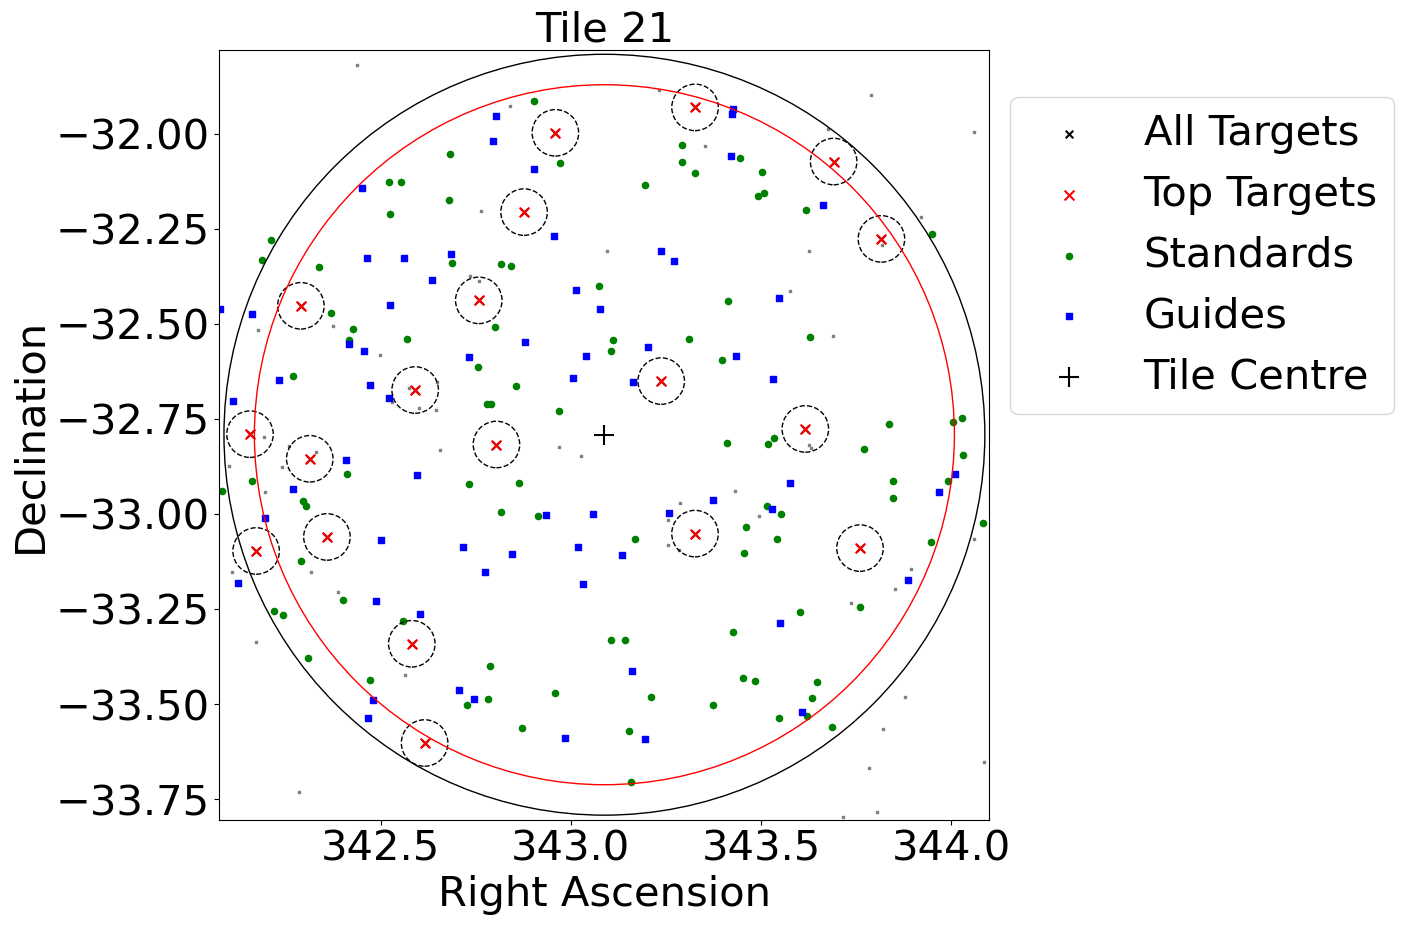 Tile 21
−32.00
−32.25
−32.50
−32.75
−33.00
−33.25
−33.50
−33.75
Declination
342.5
343.0
343.5
344.0
Right Ascension
All Targets
Top Targets
Standards
Guides
Tile Centre